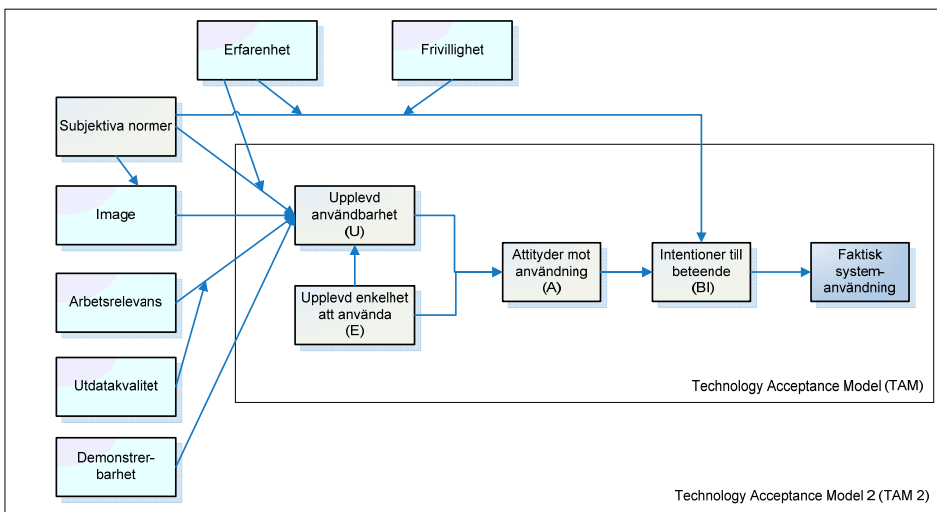 Erfarenhet
Frivillighet
Subjektiva normer
Image
Upplevd
användbarhet
(U)
Attityder mot
användning
(A)
Intentioner till
beteende
(BI)
Faktisk
system-
användning
Arbetsrelevans
Upplevd enkelhet
att använda
(E)
Utdatakvalitet
Technology Acceptance Model (TAM)
Demonstrer-
barhet
Technology Acceptance Model 2 (TAM 2)